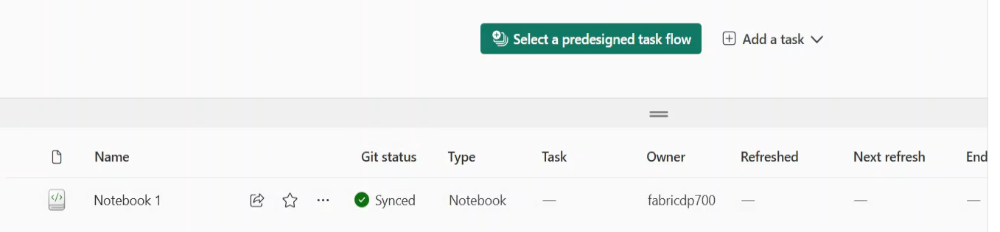 Select a predesigned task flow Add a task
Name Git status Type Task Owner Refreshed Next refresh End
Notebook 1 Synced Notebook — fabricdp700 — — —